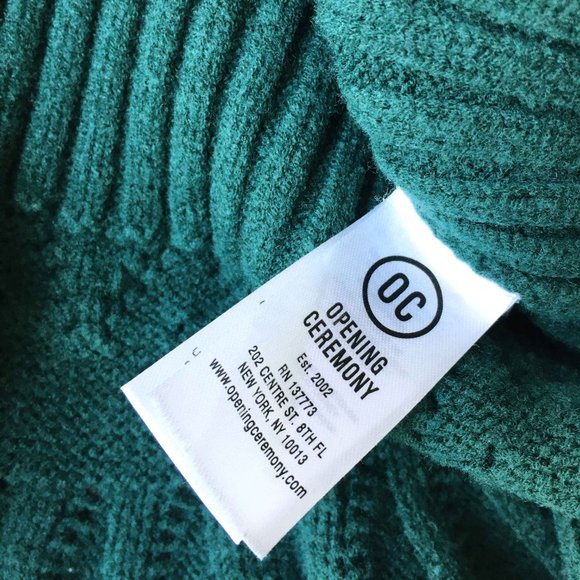 OC
OPENING
CEREMONY
Est. 2002
RN 137773
202 CENTRE ST. 8TH FL
NEW YORK, NY 10013
www.openingceremony.com